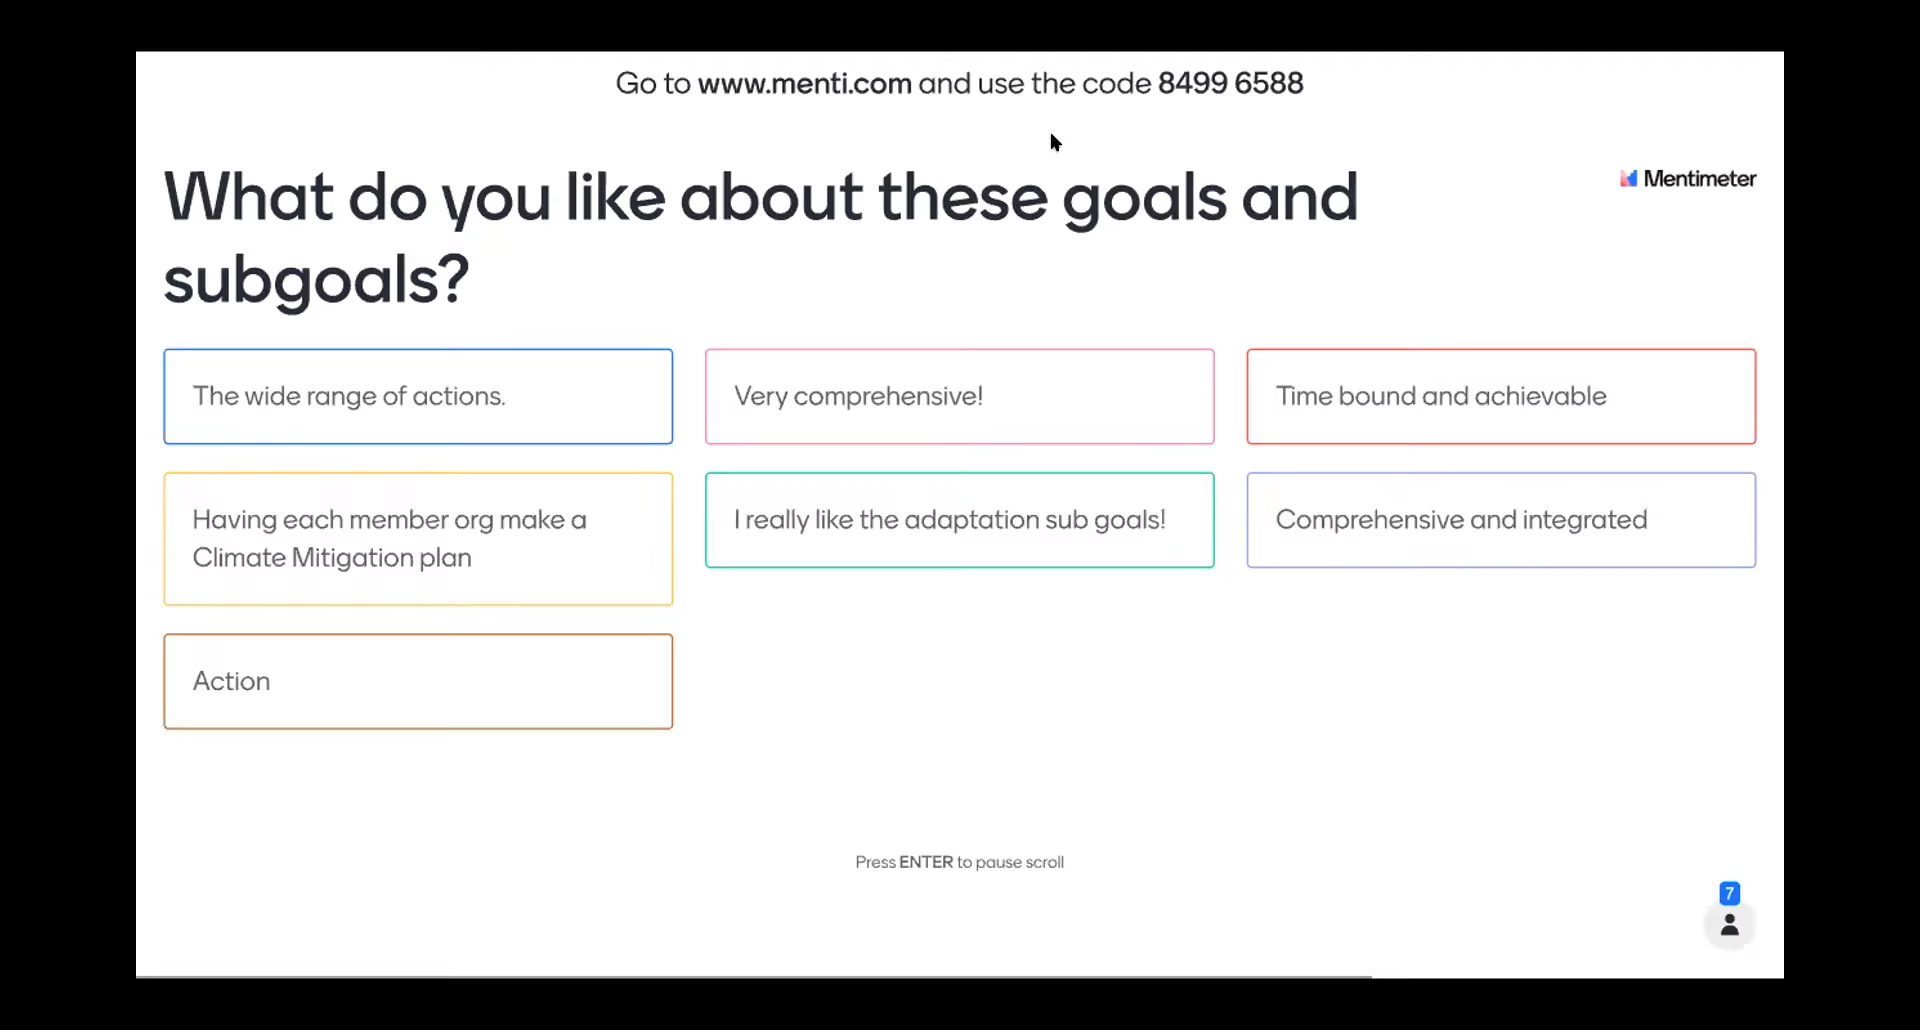 Go to www.menti.com and use the code 8499 6588
Mentimeter
What do you like about these goals and
subgoals?
The wide range of actions.
Very comprehensive!
Time bound and achievable
Having each member org make a
Climate Mitigation plan
I really like the adaptation sub goals!
Comprehensive and integrated
Action
Press ENTER to pause scroll
7